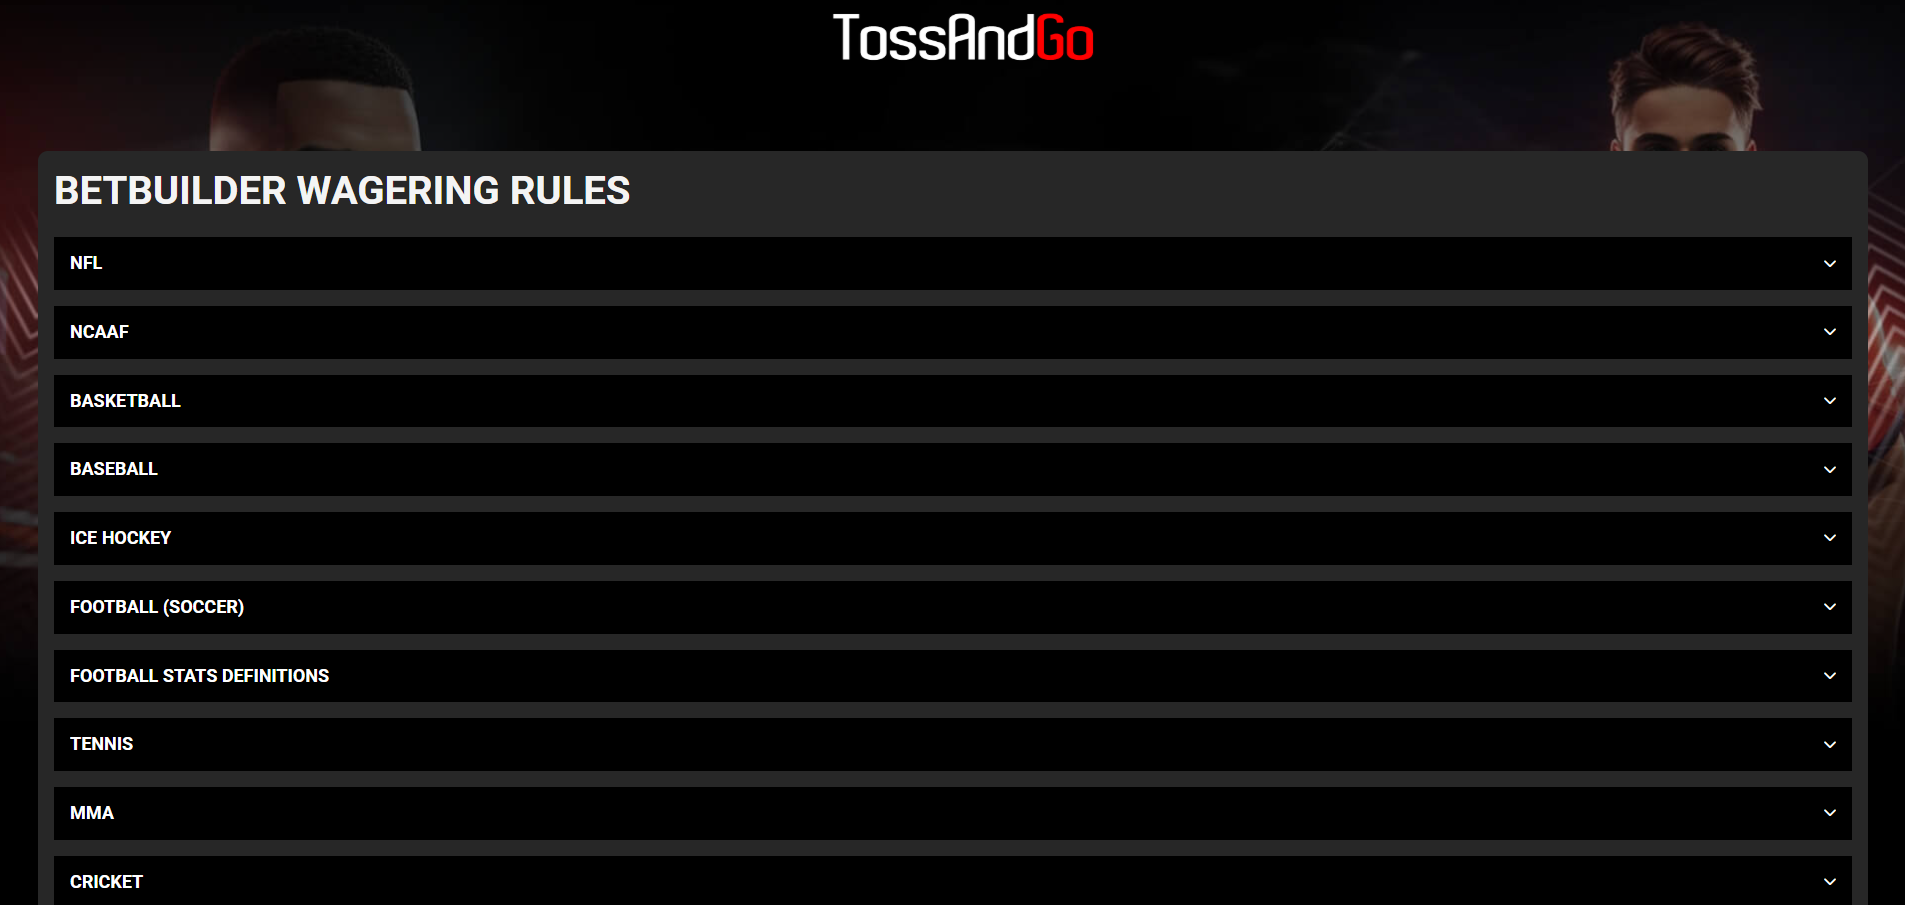 TossAndGo
BETBUILDER WAGERING RULES
NFL
NCAAF
BASKETBALL
BASEBALL
ICE HOCKEY
FOOTBALL (SOCCER)
FOOTBALL STATS DEFINITIONS
TENNIS
MMA
CRICKET